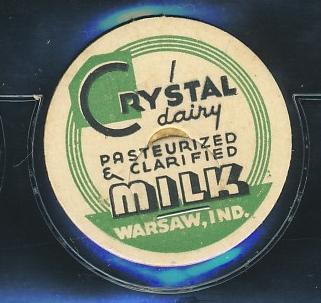 CRYSTAL
dairy
PASTEURIZED
& CLARIFIED
MILK
WARSAW, IND.